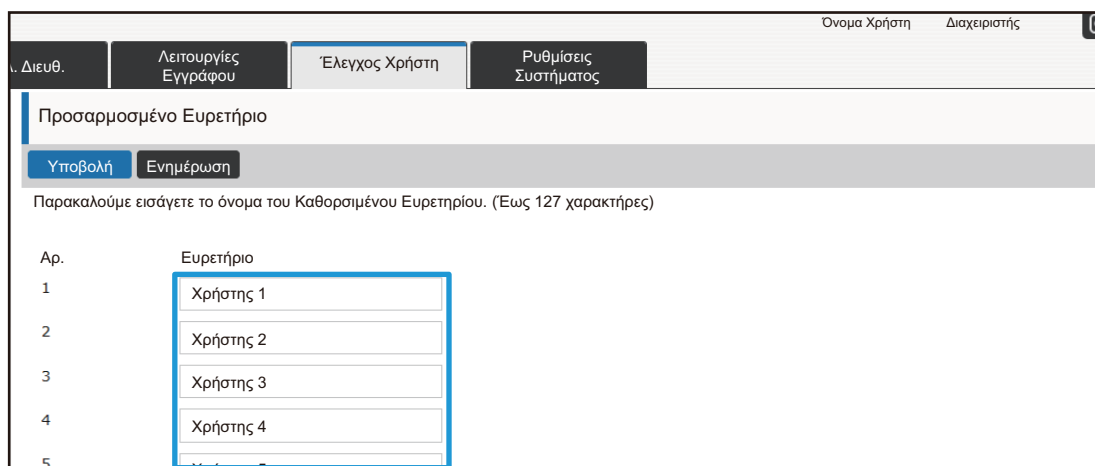 Όνομα Χρήστη Διαχειριστής
. Διευθ.
Λειτουργίες
Εγγράφου
Έλεγχος Χρήστη
Ρυθμίσεις
Συστήματος
Προσαρμοσμένο Ευρετήριο
Υποβολή Ενημέρωση
Παρακαλούμε εισάγετε το όνομα του Καθορσιμένου Ευρετηρίου. (Έως 127 χαρακτήρες)
Αρ. Ευρετήριο
1 Χρήστης 1
2 Χρήστης 2
3 Χρήστης 3
4 Χρήστης 4
5